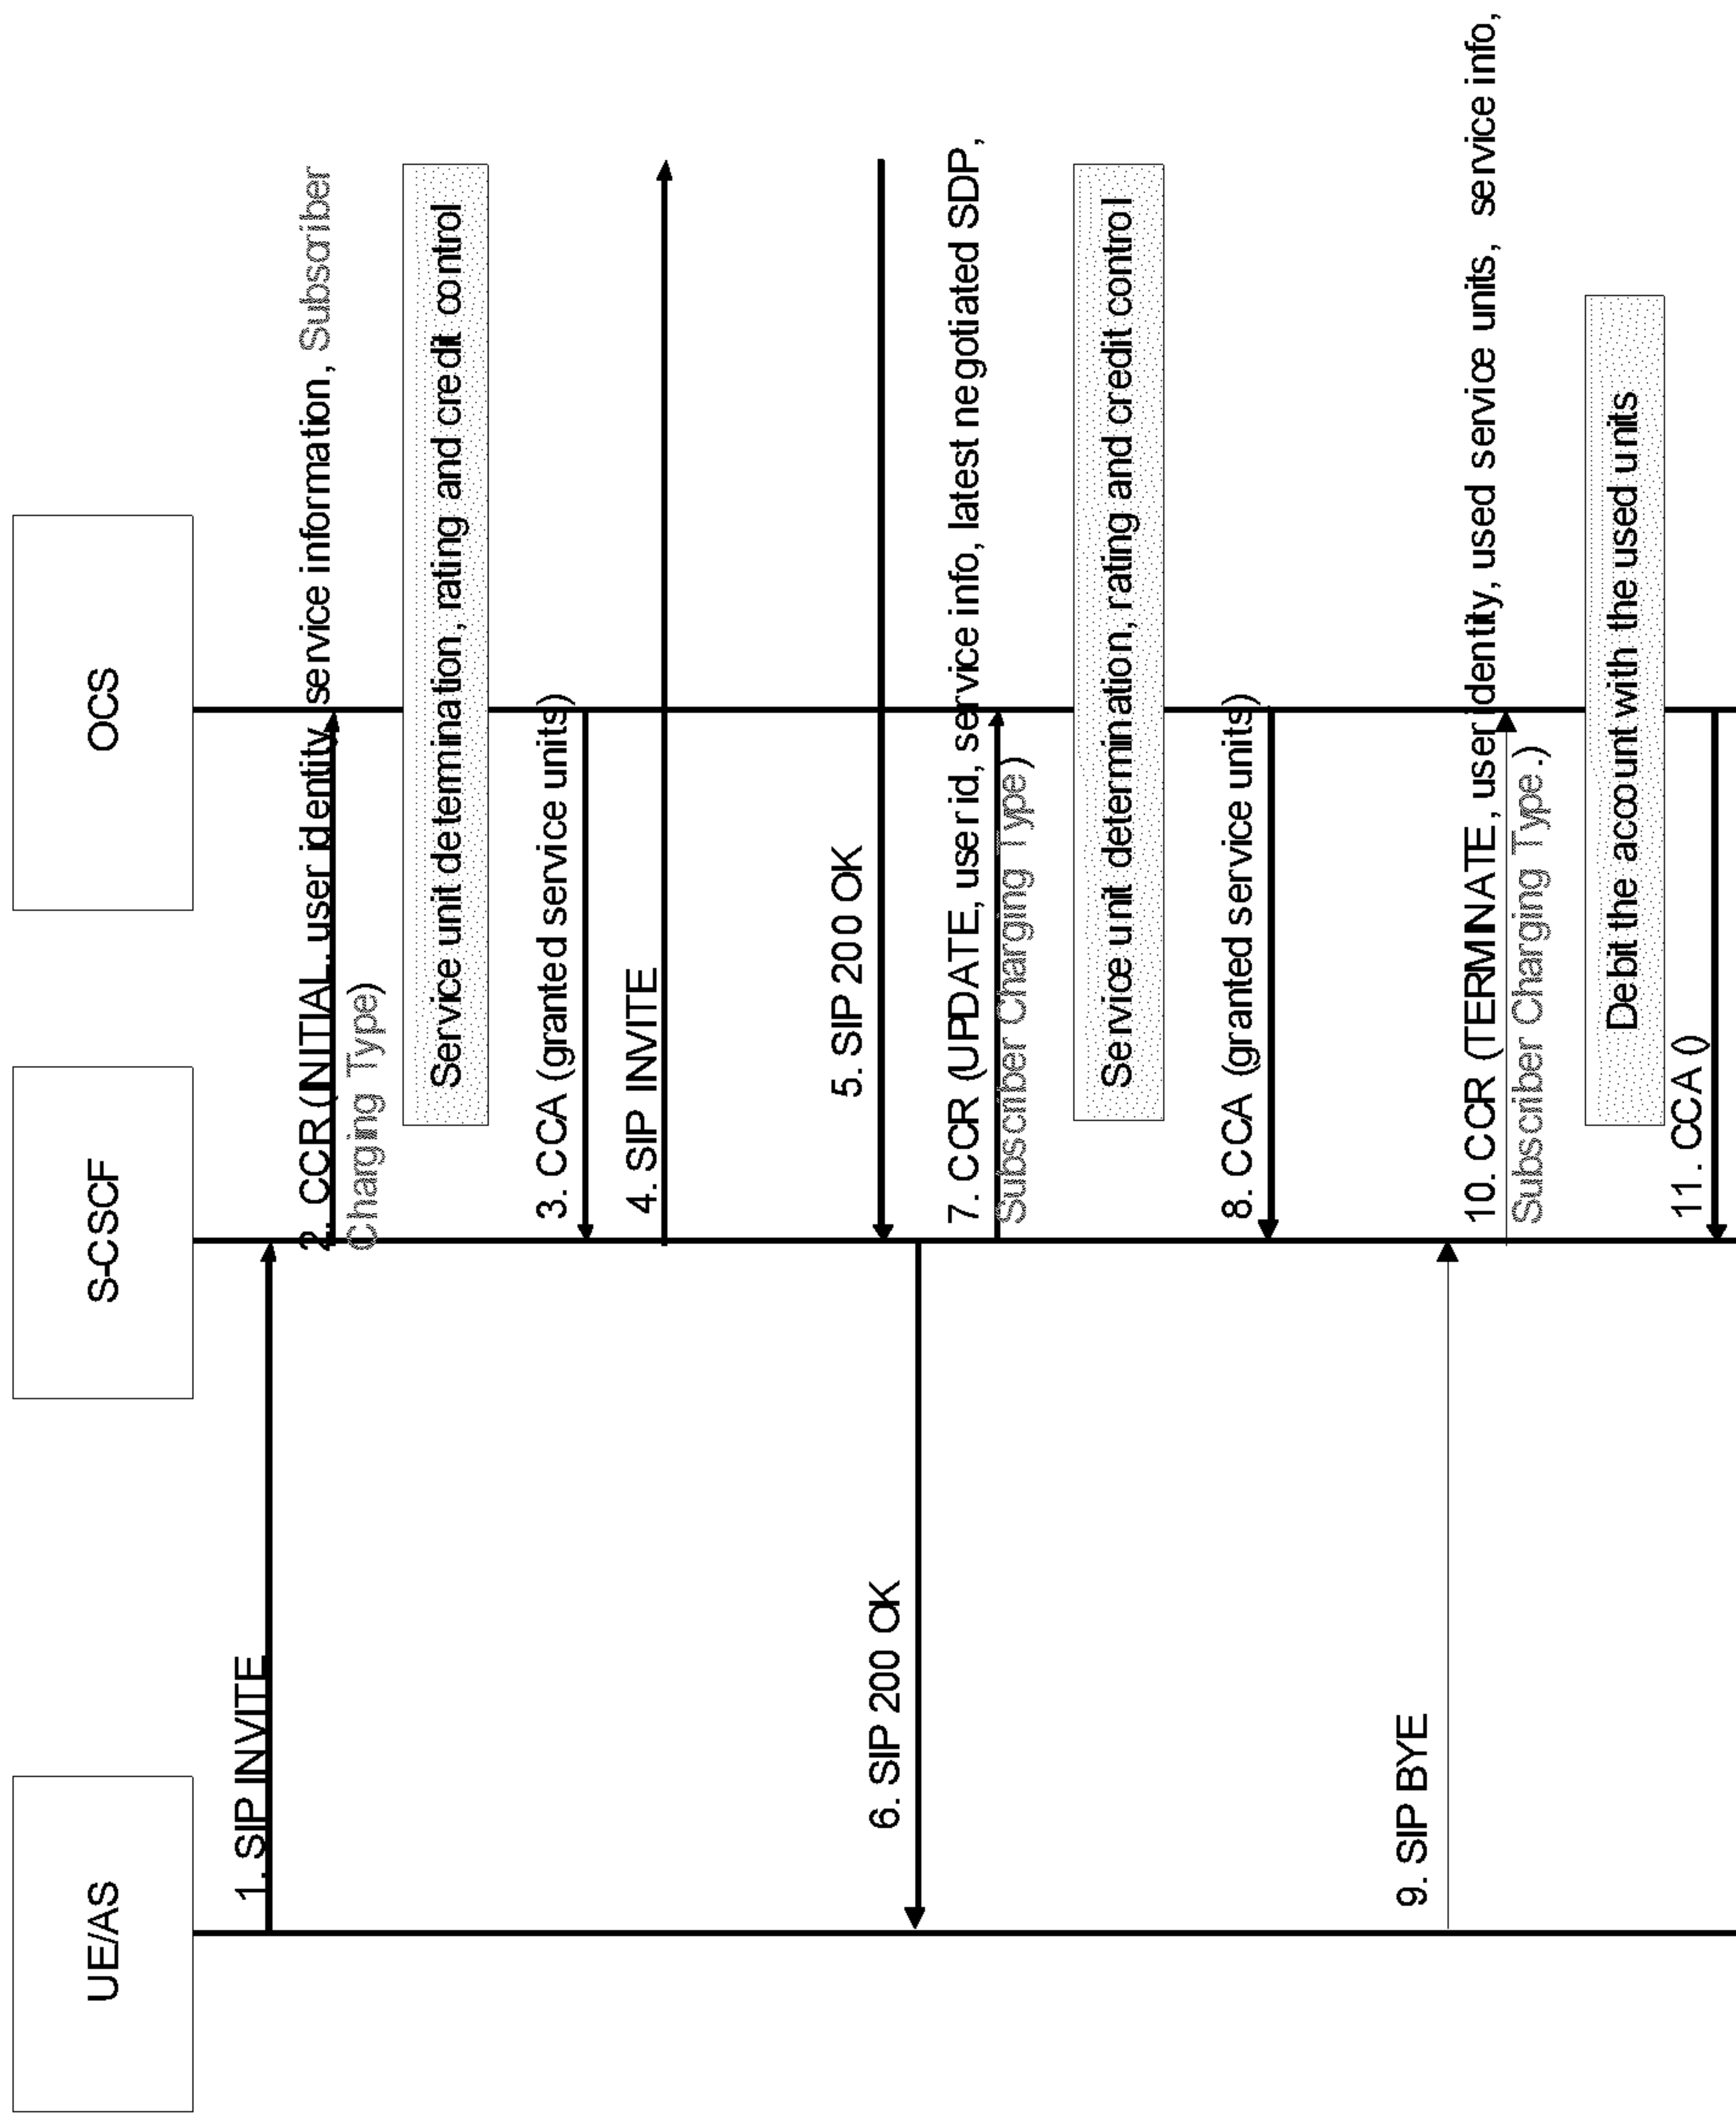 UE/AS
S-CSCF
OCS
1. SIP INVITE
2. CCR (INITIAL, user identity, service information, Subscriber
Charging Type)
Service unit determination, rating and credit control
3. CCA (granted service units)
4. SIP INVITE
5. SIP 200 OK
6. SIP 200 OK
7. CCR (UPDATE, user id, service info, latest negotiated SDP,
Subscriber Charging Type)
Service unit determination, rating and credit control
8. CCA (granted service units)
9. SIP BYE
10. CCR (TERMINATE, user identity, used service units, service info,
Subscriber Charging Type.)
Debit the account with the used units
11. CCA ()